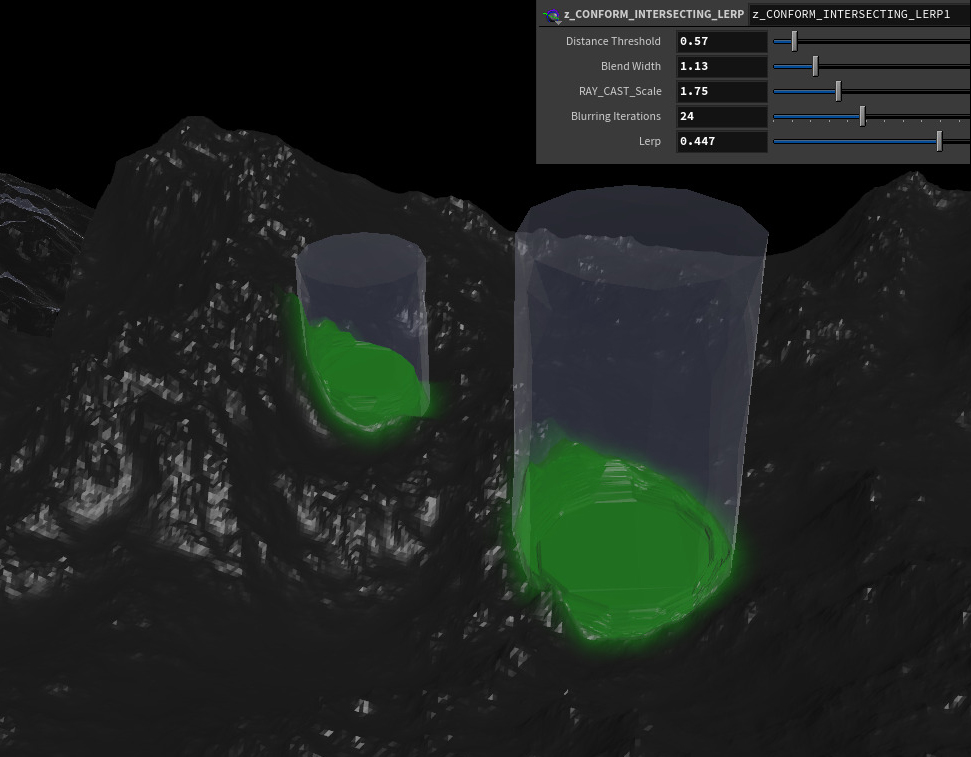 z_CONFORM_INTERSECTING_LERP z_CONFORM_INTERSECTING_LERP1
Distance Threshold 0.57
Blend Width 1.13
RAY_CAST_Scale 1.75
Blurring Iterations 24
Lerp 0.447